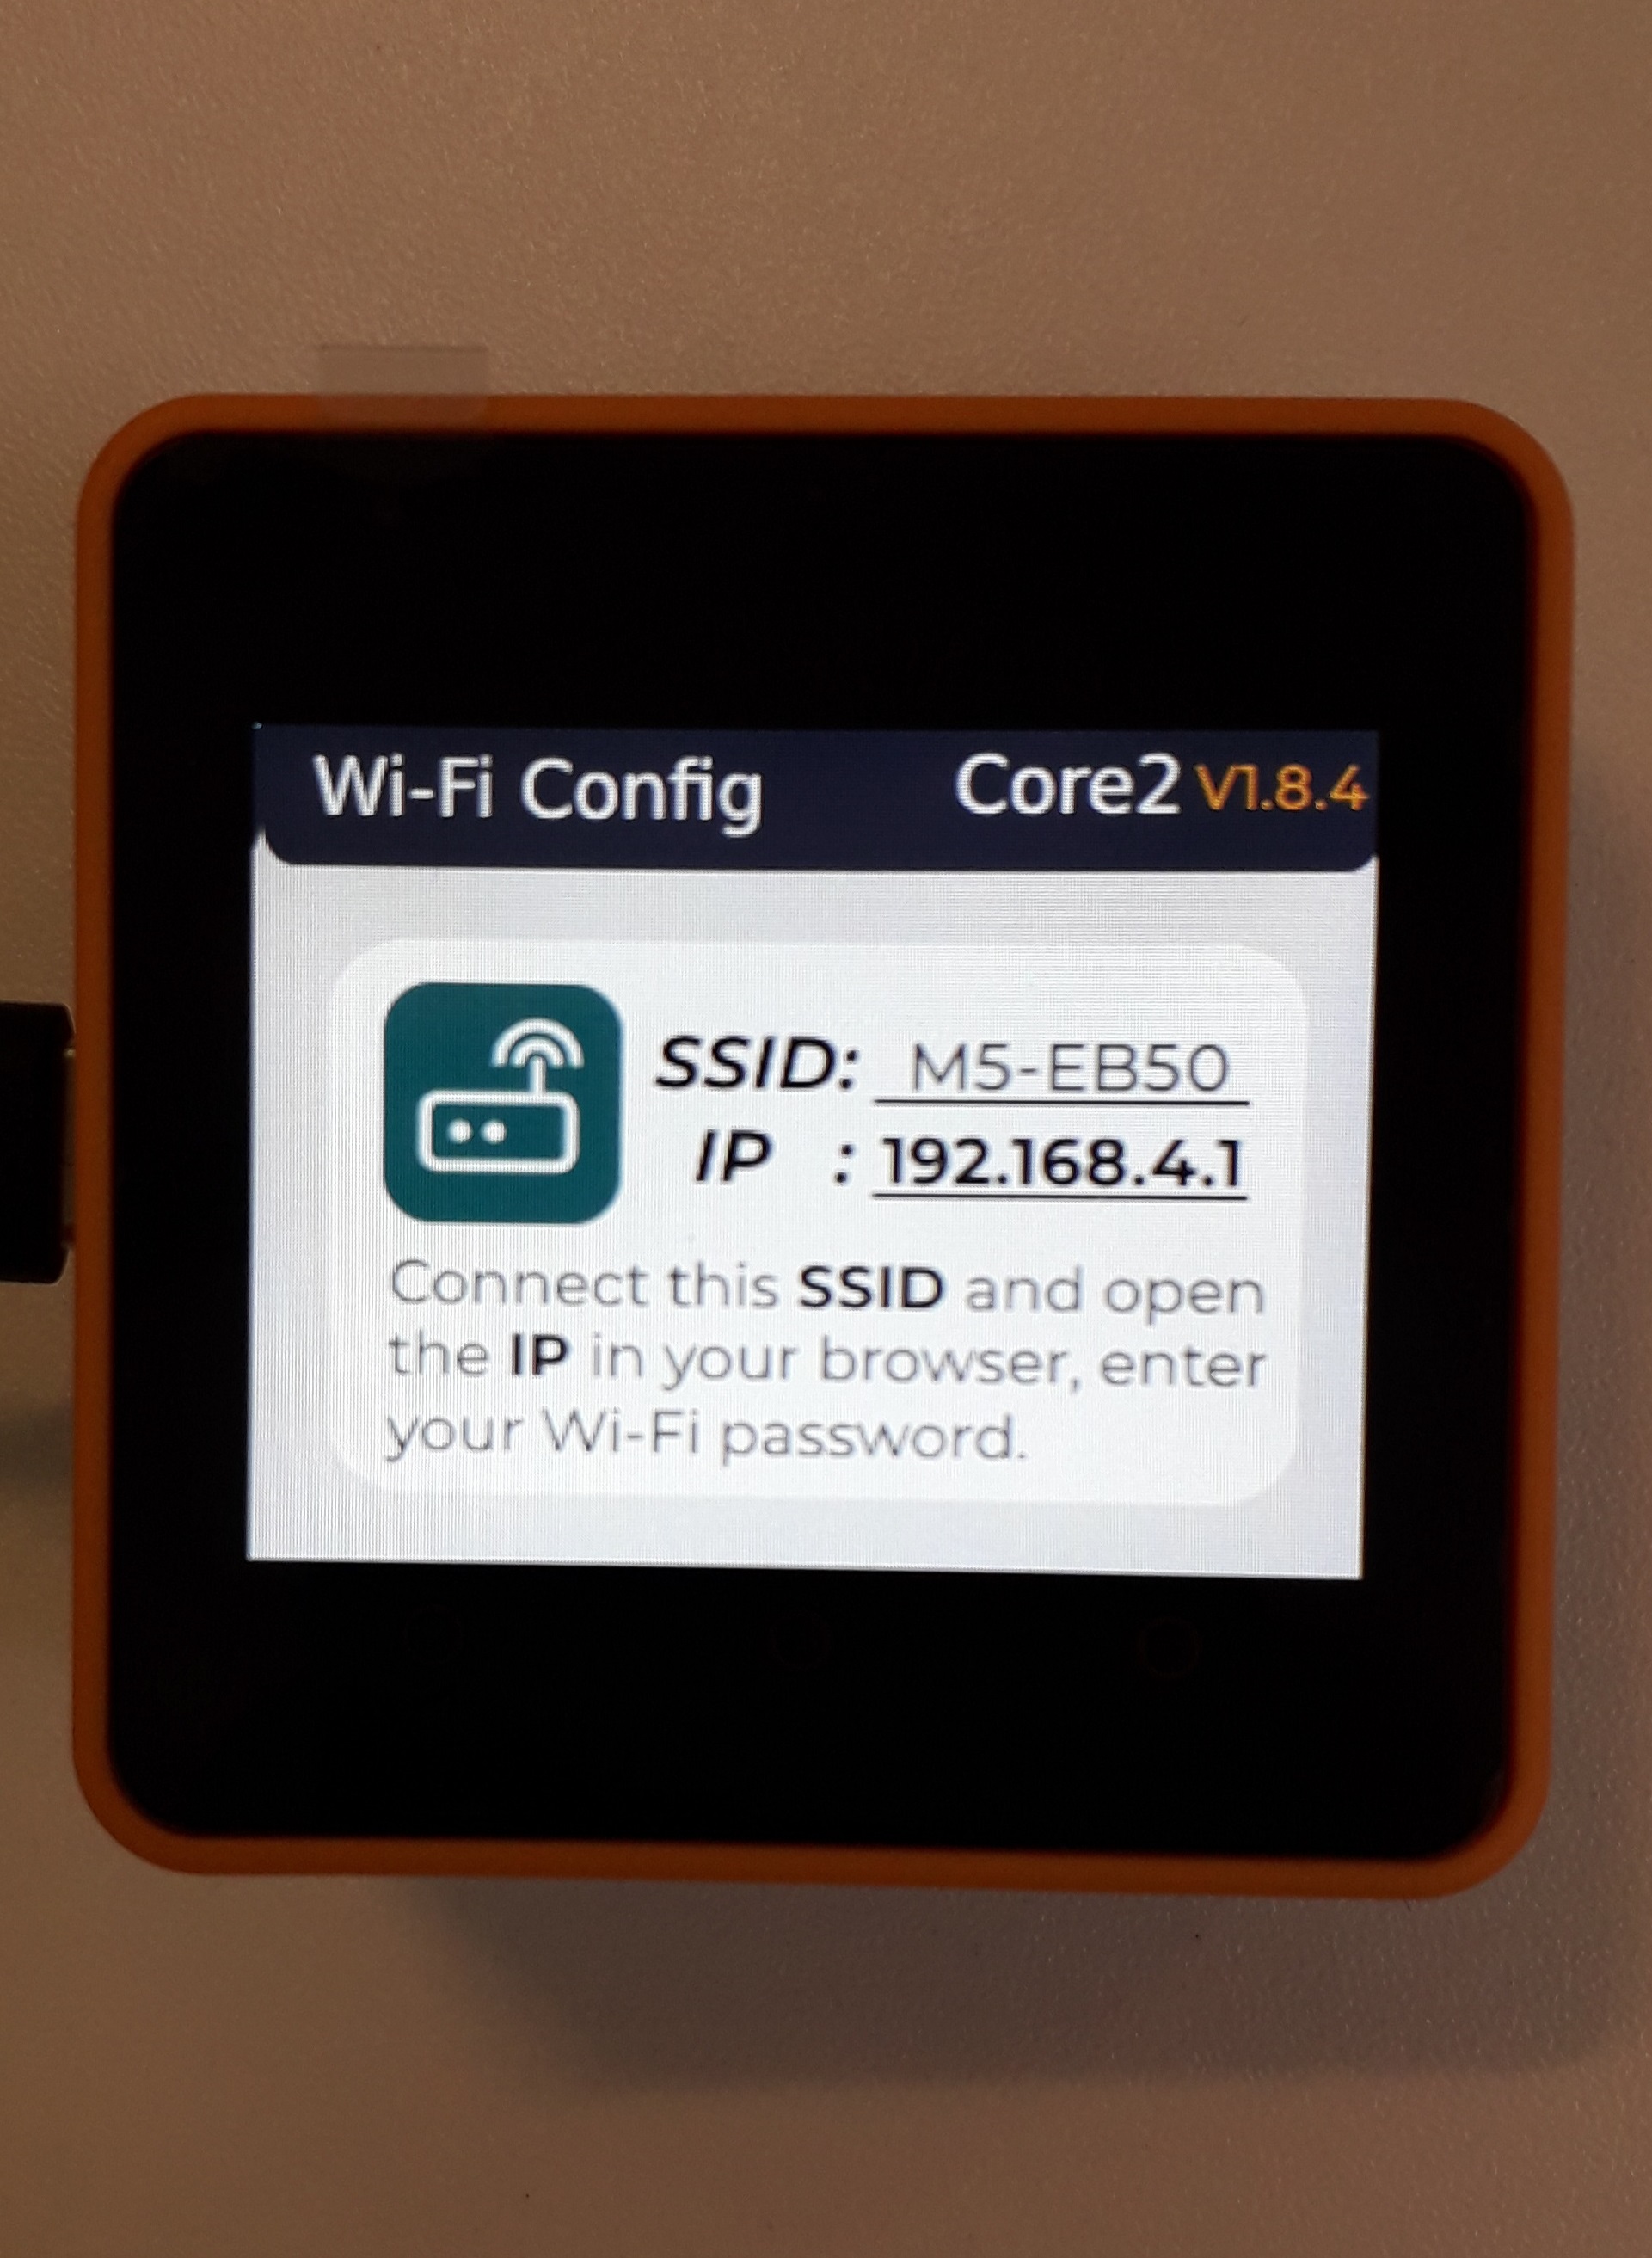 Wi-Fi Config Core2 V1.8.4
SSID: M5-EB50
IP : 192.168.4.1
Connect this SSID and open
the IP in your browser, enter
your Wi-Fi password.